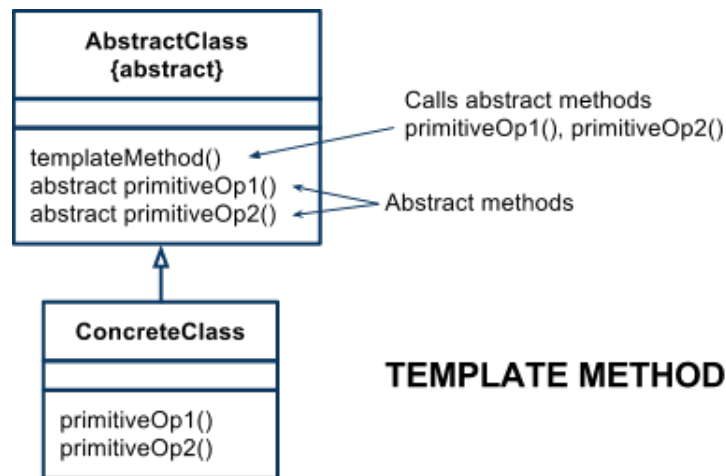 AbstractClass
{abstract}
templateMethod()
abstract primitiveOp1()
abstract primitiveOp2()
Calls abstract methods
primitiveOp1(), primitiveOp2()
Abstract methods
ConcreteClass
primitiveOp1()
primitiveOp2()
TEMPLATE METHOD